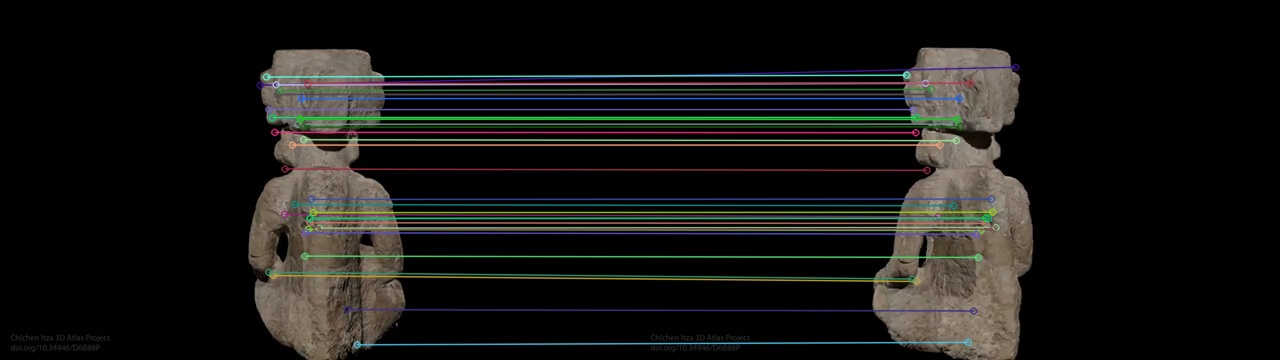 Chichen Itza 3D Atlas Project
doi.org/10.34946/D6B88P
Chichen Itza 3D Atlas Project
doi.org/10.34946/D6B88P